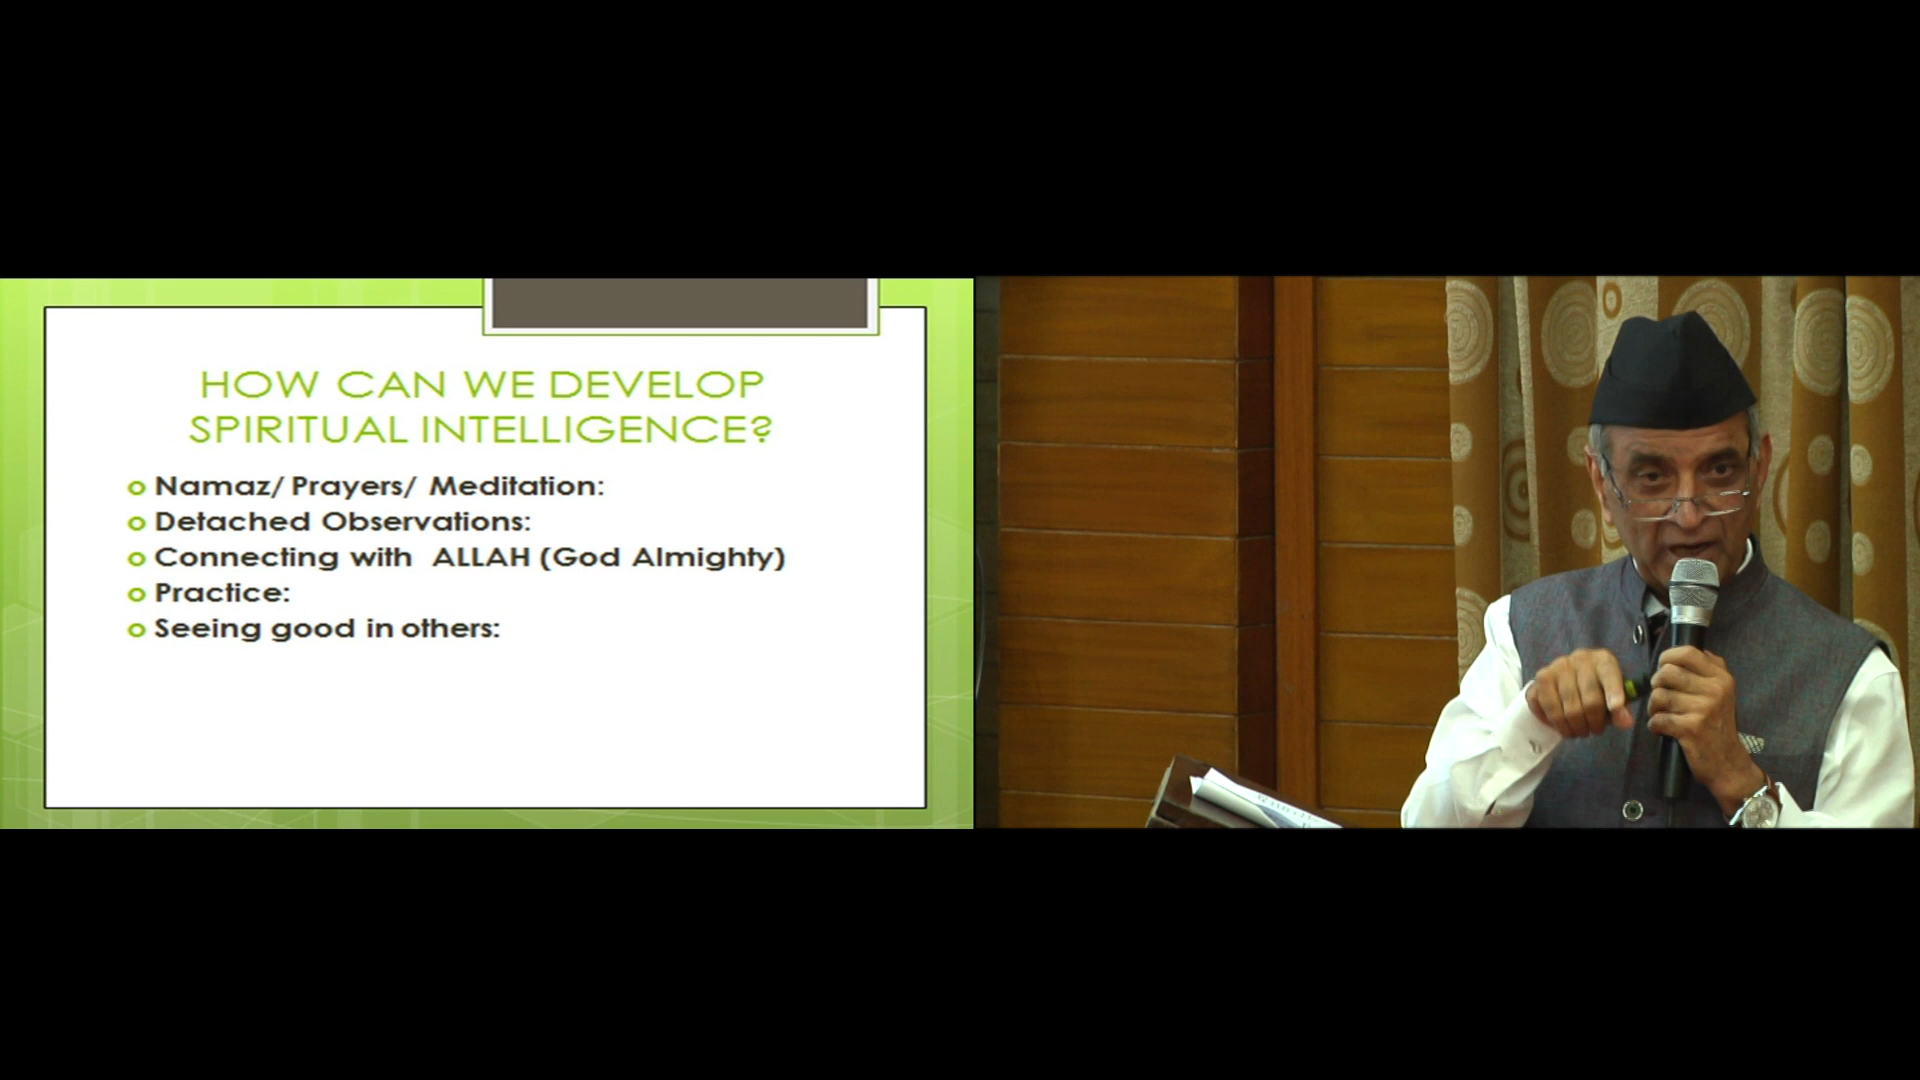 HOW CAN WE DEVELOP
SPIRITUAL INTELLIGENCE?
o Namaz/ Prayers/ Meditation:
o Detached Observations:
o Connecting with ALLAH (God Almighty)
o Practice:
o Seeing good in others: